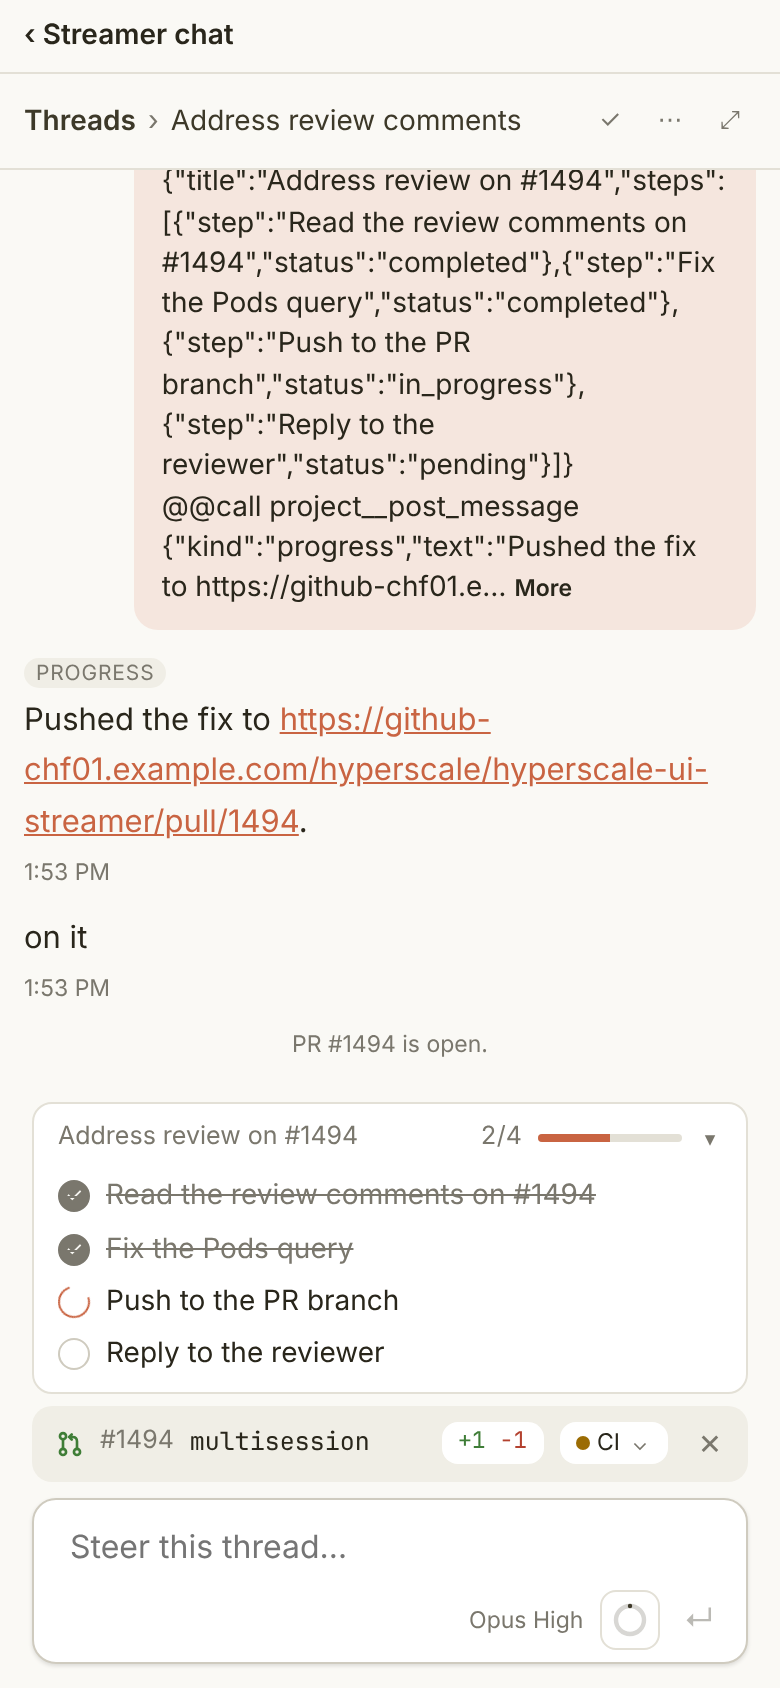 ‹ Streamer chat
Threads › Address review comments
{"title":"Address review on #1494","steps":
[{"step":"Read the review comments on
#1494","status":"completed"},{"step":"Fix
the Pods query","status":"completed"},
{"step":"Push to the PR
branch","status":"in_progress"},
{"step":"Reply to the
reviewer","status":"pending"}]}
@@call project__post_message
{"kind":"progress","text":"Pushed the fix
to https://github-chf01.e... More
PROGRESS
Pushed the fix to https://github-
chf01.example.com/hyperscale/hyperscale-ui-
streamer/pull/1494.
1:53 PM
on it
1:53 PM
PR #1494 is open.
Address review on #1494 2/4
Read the review comments on #1494
Fix the Pods query
Push to the PR branch
Reply to the reviewer
#1494 multisession +1 -1 CI
Steer this thread...
Opus High